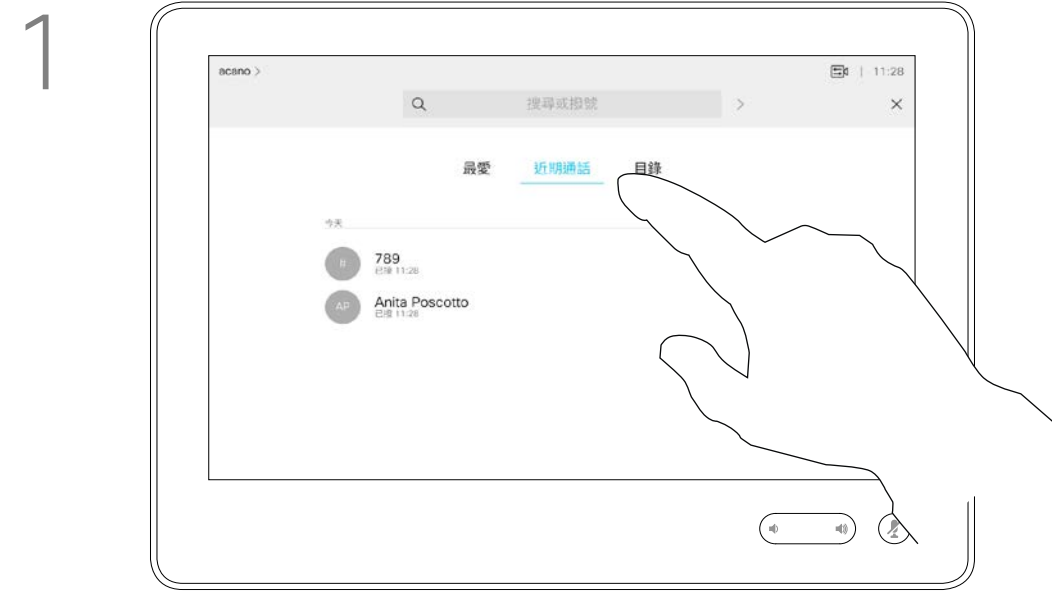 1
acano >
| 11:28
搜尋或撥號 >
最愛 近期通話 目錄
今天
#
789
已撥 11:28
AP
Anita Poscotto
已撥 11:28